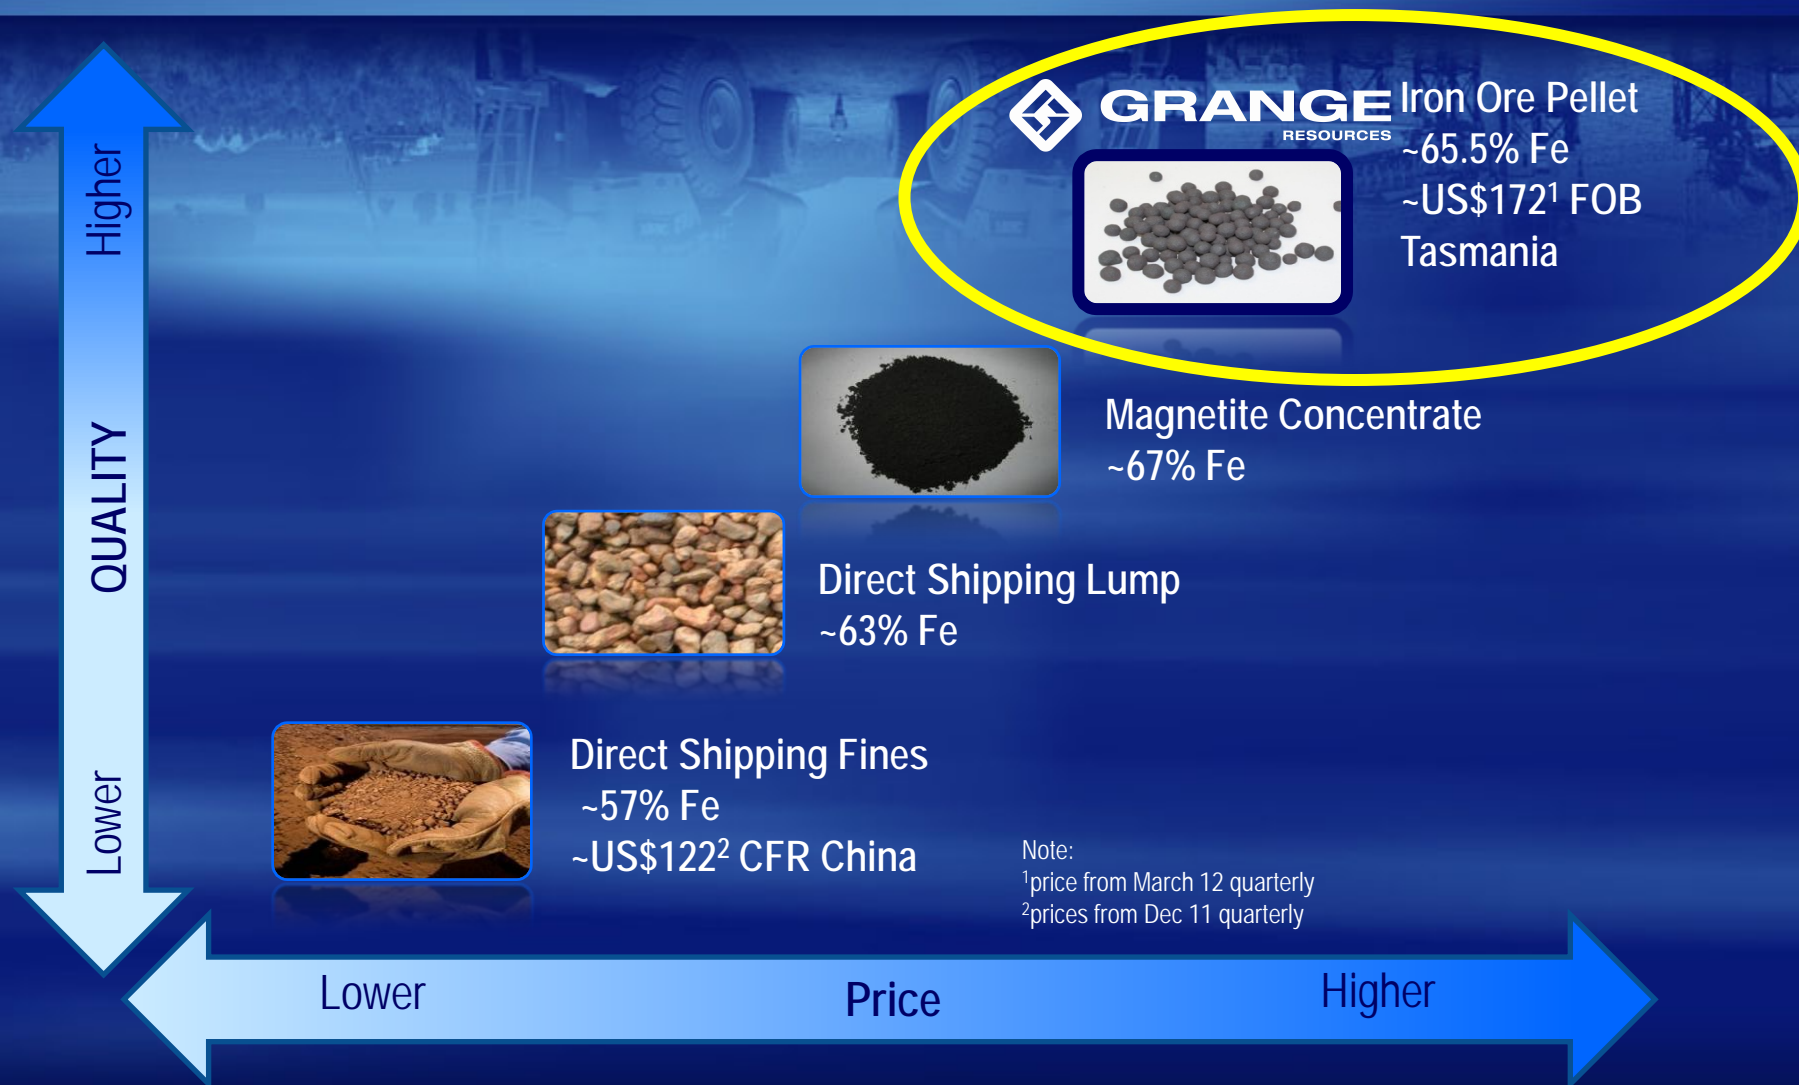 GRANGE
RESOURCES
Iron Ore Pellet
~65.5% Fe
~US$172¹ FOB
Tasmania
Higher
QUALITY
Lower
Magnetite Concentrate
~67% Fe
Direct Shipping Lump
~63% Fe
Direct Shipping Fines
~57% Fe
~US$122² CFR China
Note:
¹price from March 12 quarterly
²prices from Dec 11 quarterly
Lower
Price
Higher